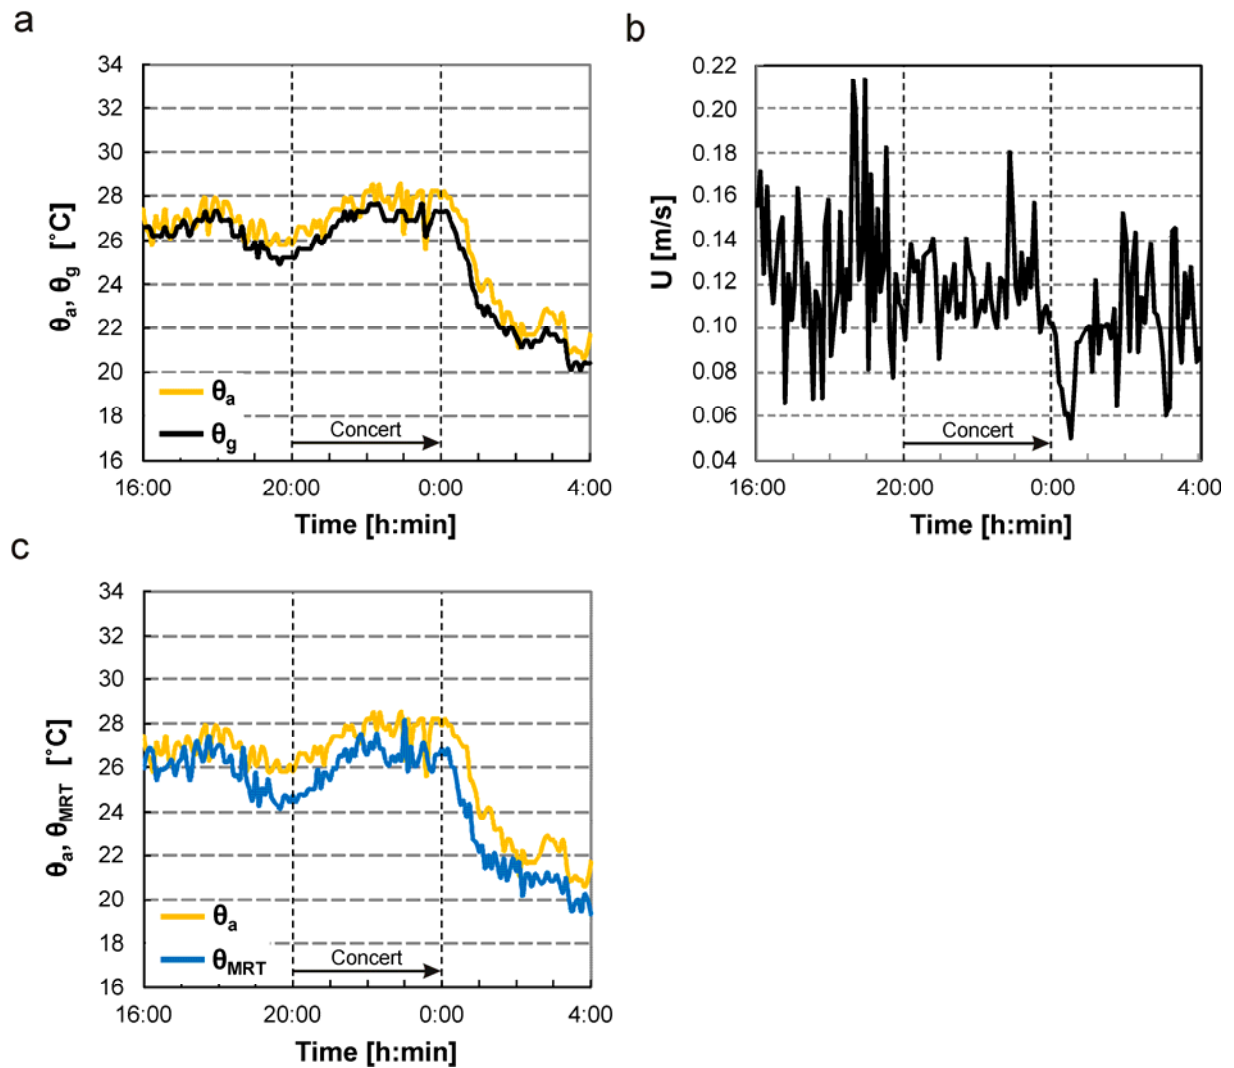 a
34
32
30
28
26
24
22
20
18
16
θa, θg [˚C]
θa
θg
Concert
16:00 20:00 0:00 4:00
Time [h:min]
b
0.22
0.20
0.18
0.16
0.14
0.12
0.10
0.08
0.06
0.04
U [m/s]
Concert
16:00 20:00 0:00 4:00
Time [h:min]
c
34
32
30
28
26
24
22
20
18
16
θa, θMRT [˚C]
θa
θMRT
Concert
16:00 20:00 0:00 4:00
Time [h:min]